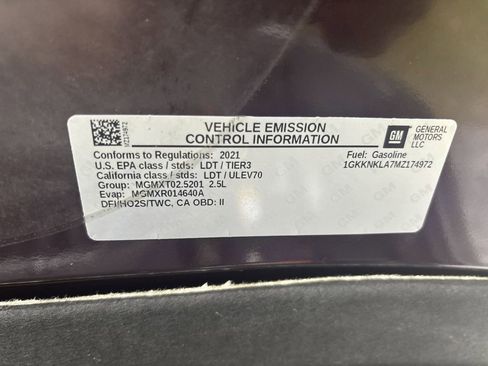 VEHICLE EMISSION
CONTROL INFORMATION
GM
GENERAL
MOTORS
LLC
Conforms to Regulations: 2021
U.S. EPA class / stds: LDT / TIER3
California class / stds: LDT / ULEV70
Group: MGMXT02.5201 2.5L
Evap: MGMXR014640A
DFI/HO2S/TWC, CA OBD: II
Fuel: Gasoline
1GKKNKLA7MZ174972
MZ174972